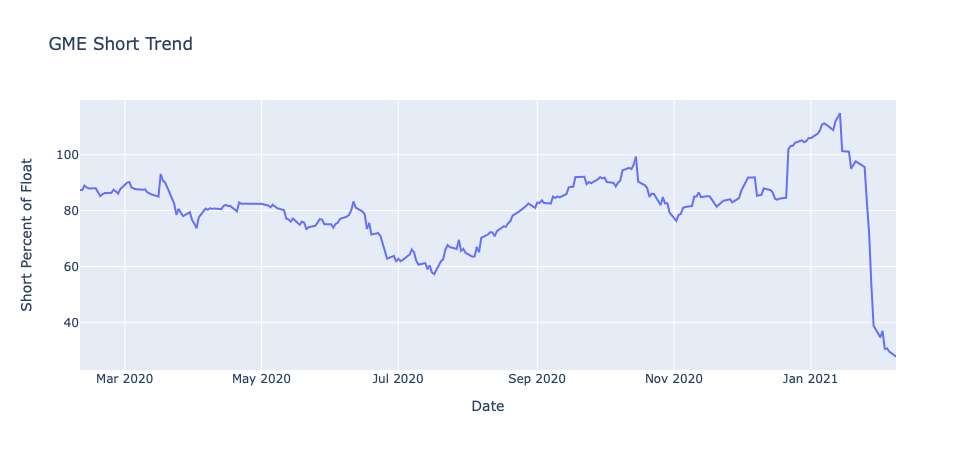 GME Short Trend
Short Percent of Float
100
80
60
40
Mar 2020 May 2020 Jul 2020 Sep 2020 Nov 2020 Jan 2021
Date